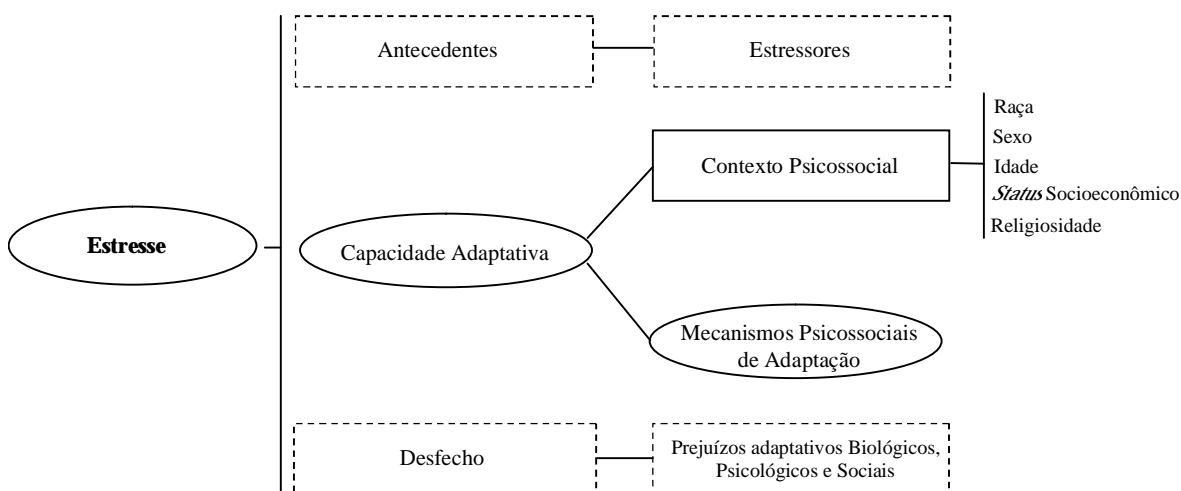 Antecedentes
Estressores
Raça
Sexo
Contexto Psicossocial
Idade
Status Socioeconômico
Religiosidade
Estresse
Capacidade Adaptativa
Mecanismos Psicossociais
de Adaptação
Desfecho
Prejuízos adaptativos Biológicos,
Psicológicos e Sociais